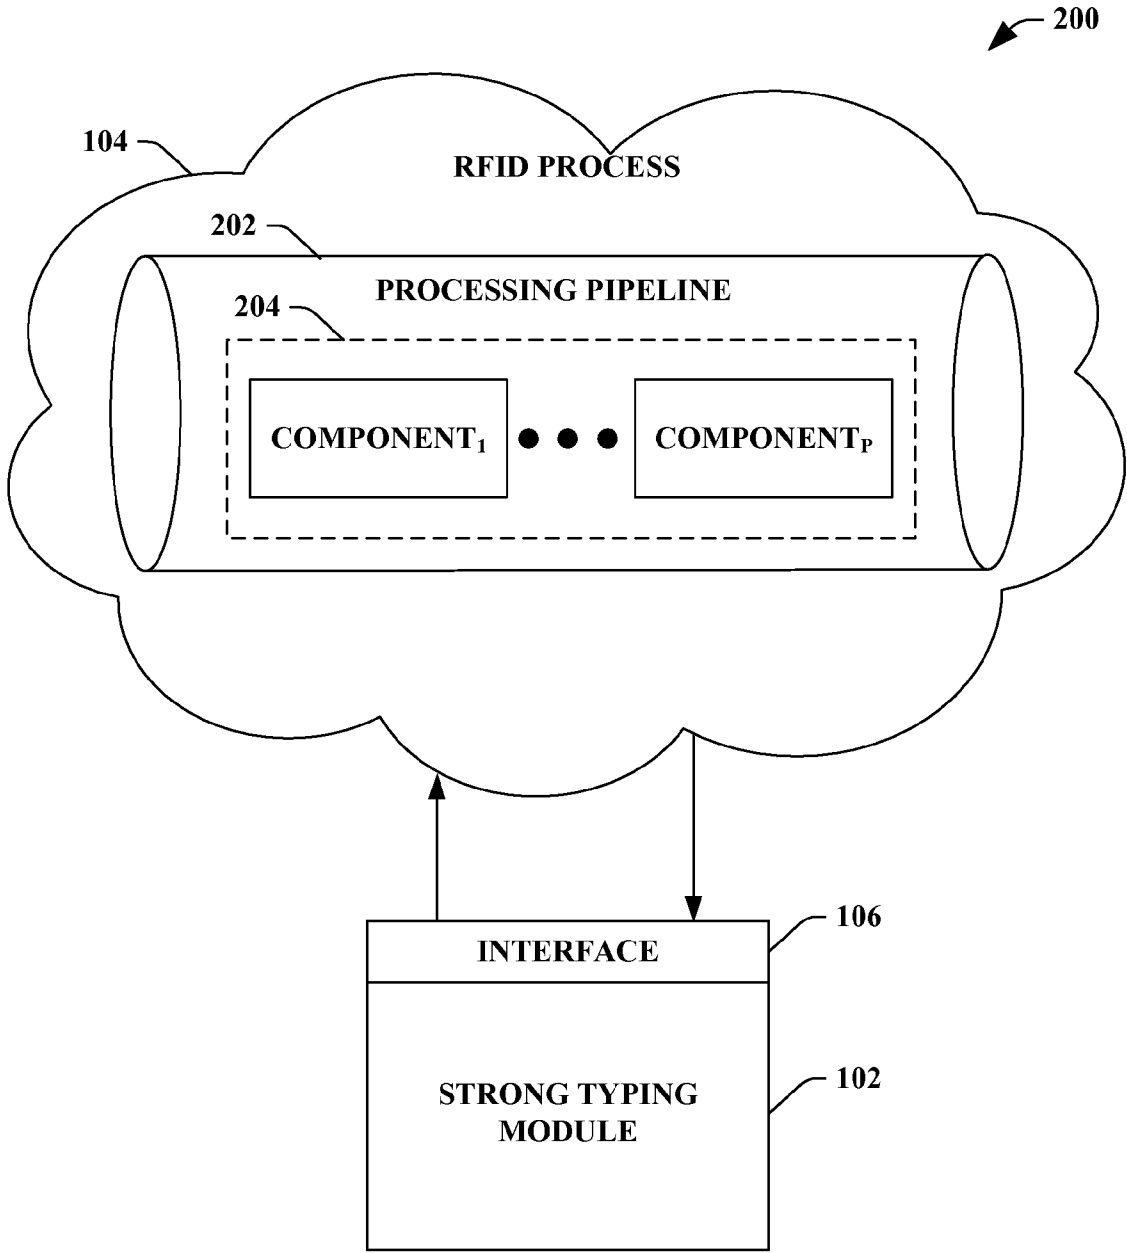 200
104
RFID PROCESS
202
PROCESSING PIPELINE
204
COMPONENT₁ ● ● ● COMPONENTₚ
106
INTERFACE
102
STRONG TYPING
MODULE